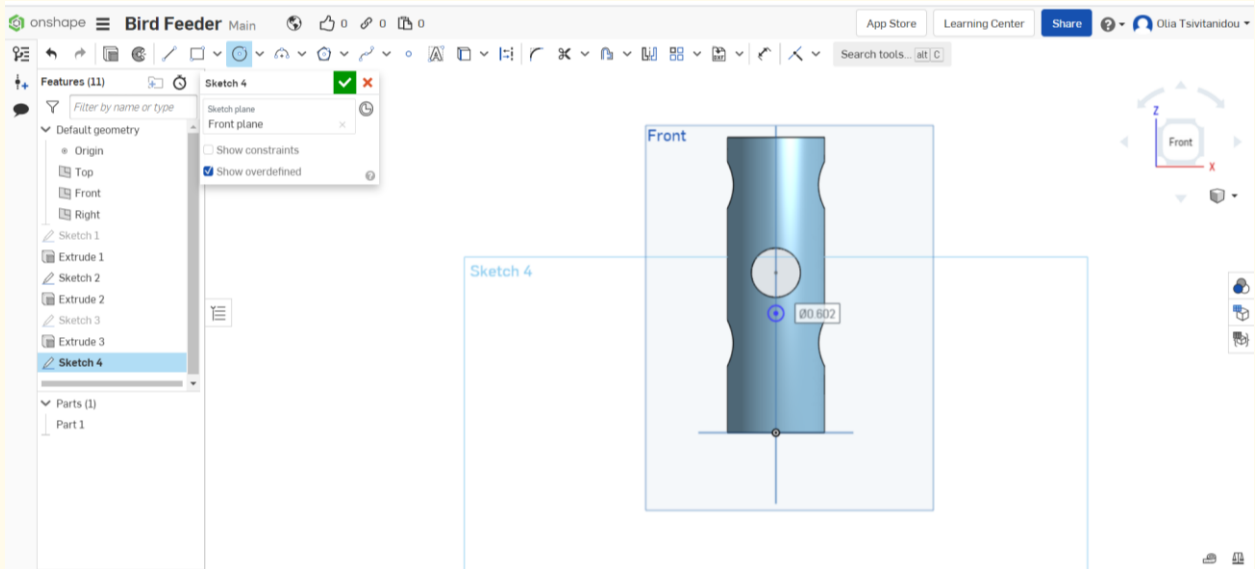 onshape Bird Feeder Main 0 0 0 App Store Learning Center Share Olia Tsivitanidou
Search tools... alt C
Features (11)
Filter by name or type
Default geometry
Origin
Top
Front
Right
Sketch 1
Extrude 1
Sketch 2
Extrude 2
Sketch 3
Extrude 3
Sketch 4
Parts (1)
Part 1
Sketch 4
Sketch plane
Front plane
Show constraints
Show overdefined
Front
Sketch 4
Ø0.602
Z
Front
X